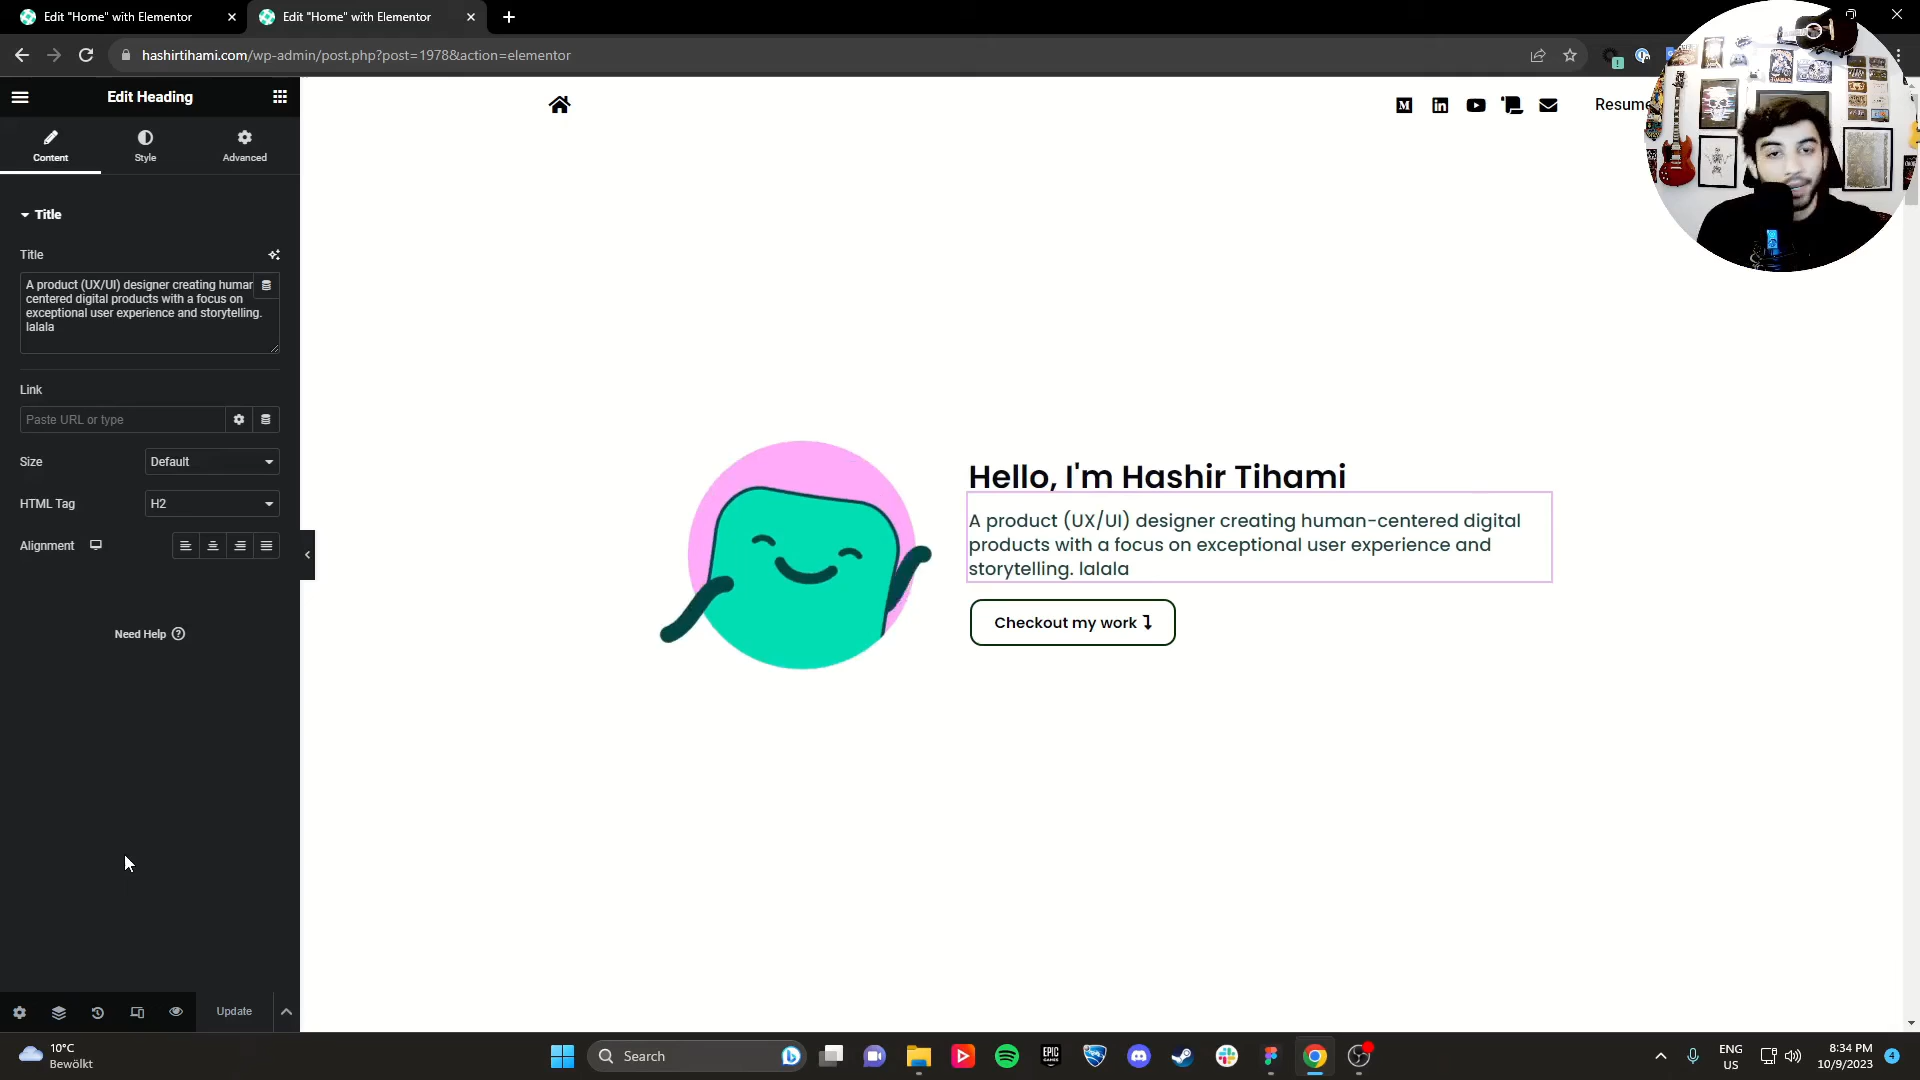 Edit "Home" with Elementor
Edit "Home" with Elementor
hashirtihami.com/wp-admin/post.php?post=1978&action=elementor
Edit Heading
Content
Style
Advanced
Title
Title
A product (UX/UI) designer creating human
centered digital products with a focus on
exceptional user experience and storytelling.
lalala
Link
Paste URL or type
Size
Default
HTML Tag
H2
Alignment
Need Help
Update
Resume
Hello, I'm Hashir Tihami
A product (UX/UI) designer creating human-centered digital
products with a focus on exceptional user experience and
storytelling. lalala
Checkout my work
10°C
Bewölkt
Search
EPIC
GAMES
ENG
US
8:34 PM
10/9/2023
4